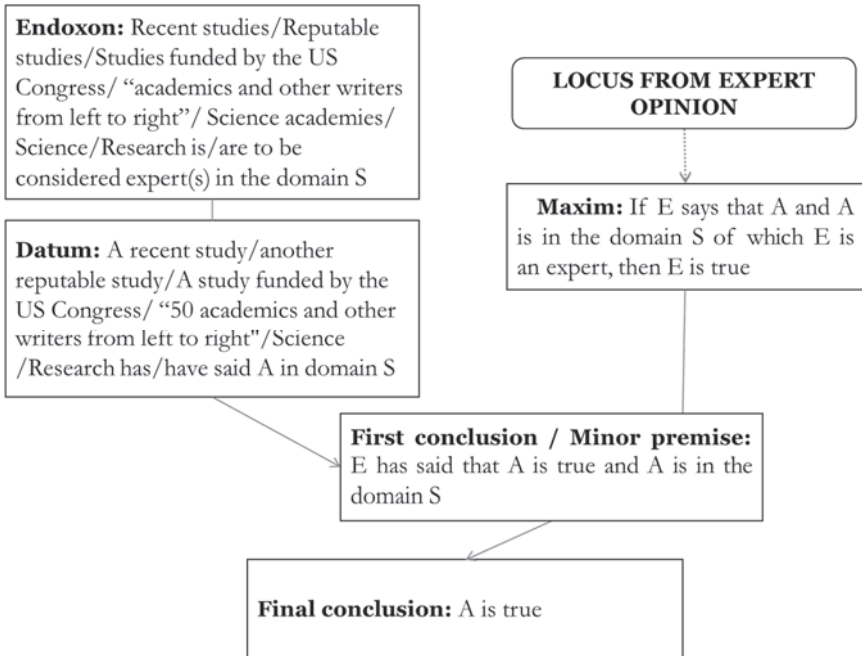 Endoxon: Recent studies/Reputable
studies/Studies funded by the US
Congress/ “academics and other writers
from left to right”/ Science academies/
Science/Research is/are to be
considered expert(s) in the domain S
LOCUS FROM EXPERT
OPINION
Maxim: If E says that A and A
is in the domain S of which E is
an expert, then E is true
Datum: A recent study/another
reputable study/A study funded by the
US Congress/ “50 academics and other
writers from left to right"/Science
/Research has/have said A in domain S
First conclusion / Minor premise:
E has said that A is true and A is in the
domain S
Final conclusion: A is true